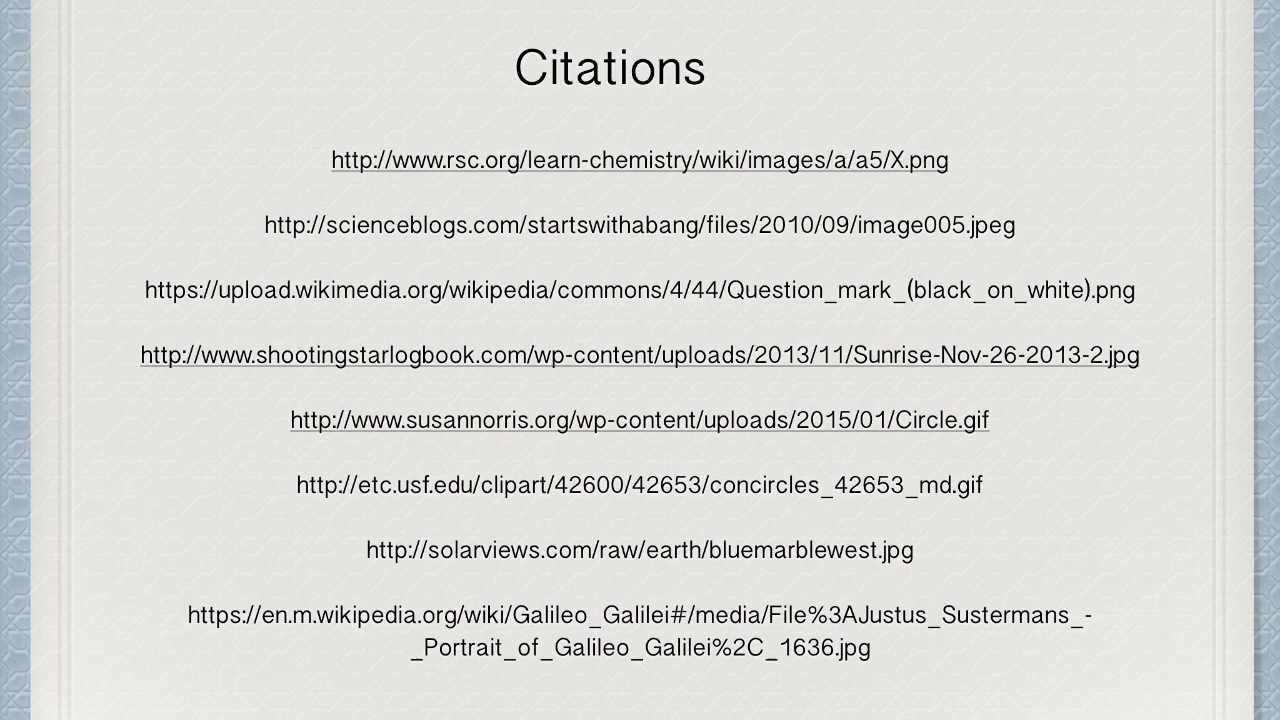 Citations
http://www.rsc.org/learn-chemistry/wiki/images/a/a5/X.png
http://scienceblogs.com/startswithabang/files/2010/09/image005.jpeg
https://upload.wikimedia.org/wikipedia/commons/4/44/Question_mark_(black_on_white).png
http://www.shootingstarlogbook.com/wp-content/uploads/2013/11/Sunrise-Nov-26-2013-2.jpg
http://www.susannorris.org/wp-content/uploads/2015/01/Circle.gif
http://etc.usf.edu/clipart/42600/42653/concircles_42653_md.gif
http://solarviews.com/raw/earth/bluemarblewest.jpg
https://en.m.wikipedia.org/wiki/Galileo_Galilei#/media/File%3AJustus_Sustermans_-
_Portrait_of_Galileo_Galilei%2C_1636.jpg